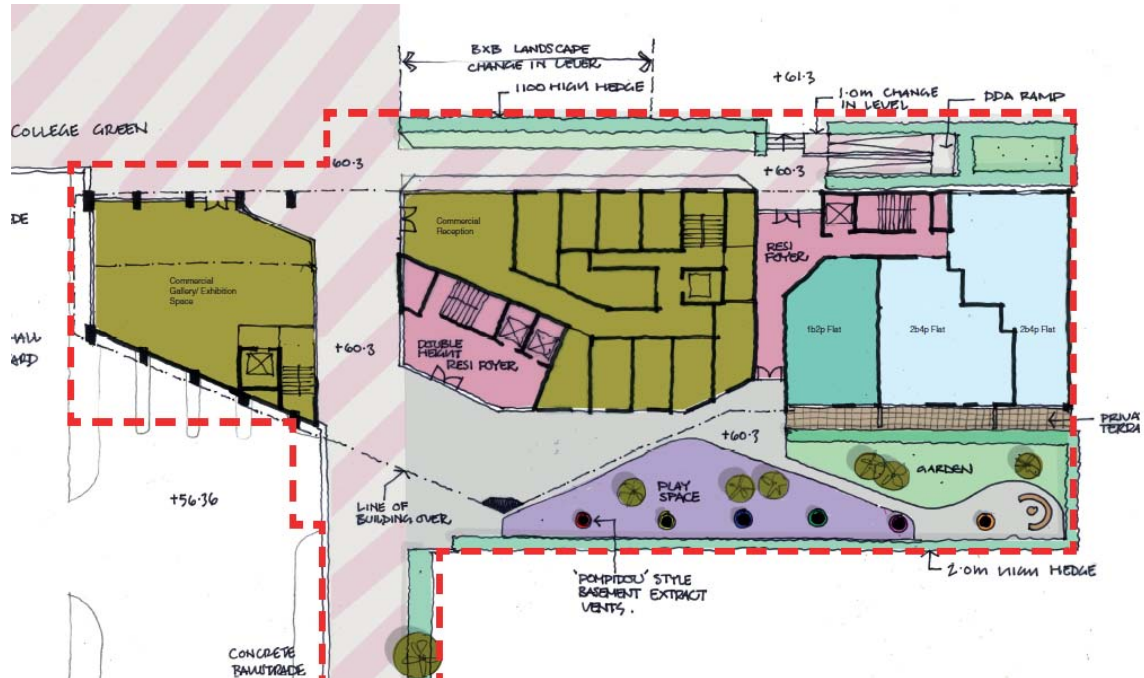 BXB LANDSCAPE
CHANGE IN LEVEL
1100 HIGH HEDGE
+61.3
1.0m CHANGE
IN LEVEL
DDA RAMP
COLLEGE GREEN
60.3
+60.3
DE
Commercial
Reception
RESI
FOYER
Commercial
Gallery/ Exhibition
Space
1b2p Flat
2b4p Flat
2b4p Flat
HALL
ARD
+60.3
DOUBLE
HEIGHT
RESI FOYER
PRIVA
TERRA
+60.3
GARDEN
PLAY
SPACE
+56.36
LINE OF
BUILDING OVER
2.0m HIGH HEDGE
'POMPIDOU' STYLE
BASEMENT EXTRACT
VENTS.
CONCRETE
BALUSTRADE